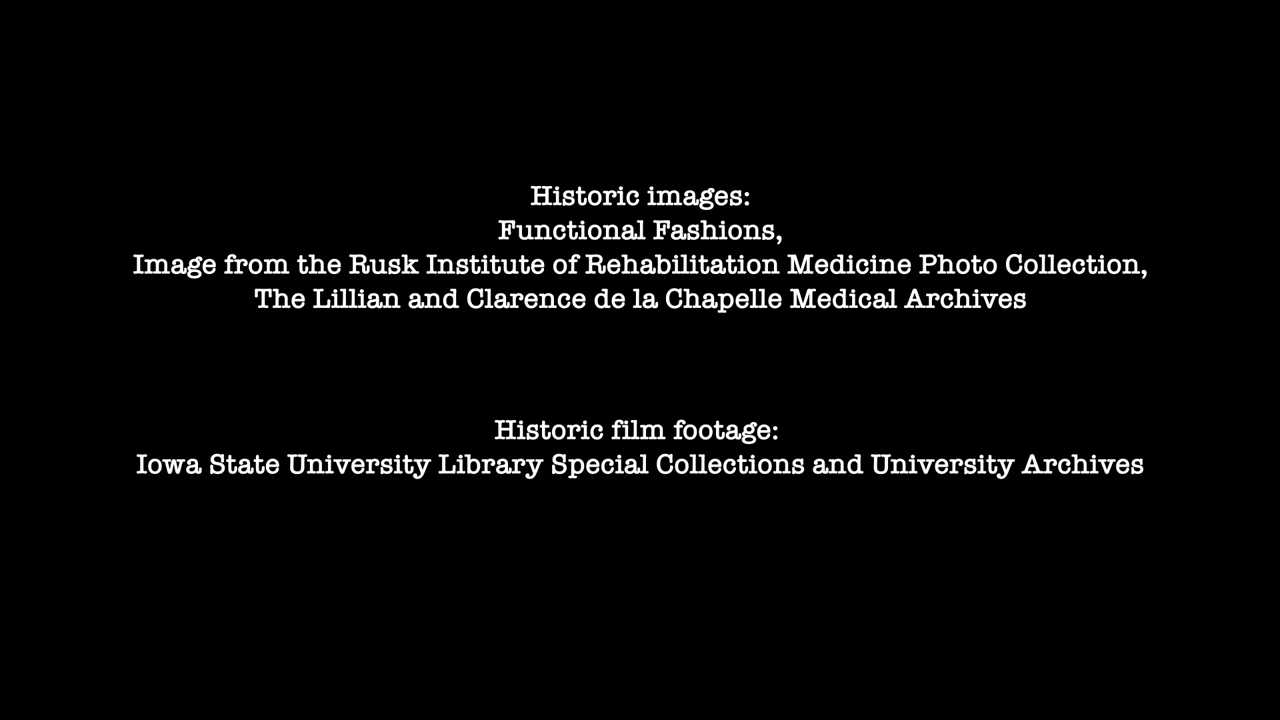 Historic images:
Functional Fashions,
Image from the Rusk Institute of Rehabilitation Medicine Photo Collection,
The Lillian and Clarence de la Chapelle Medical Archives
Historic film footage:
Iowa State University Library Special Collections and University Archives